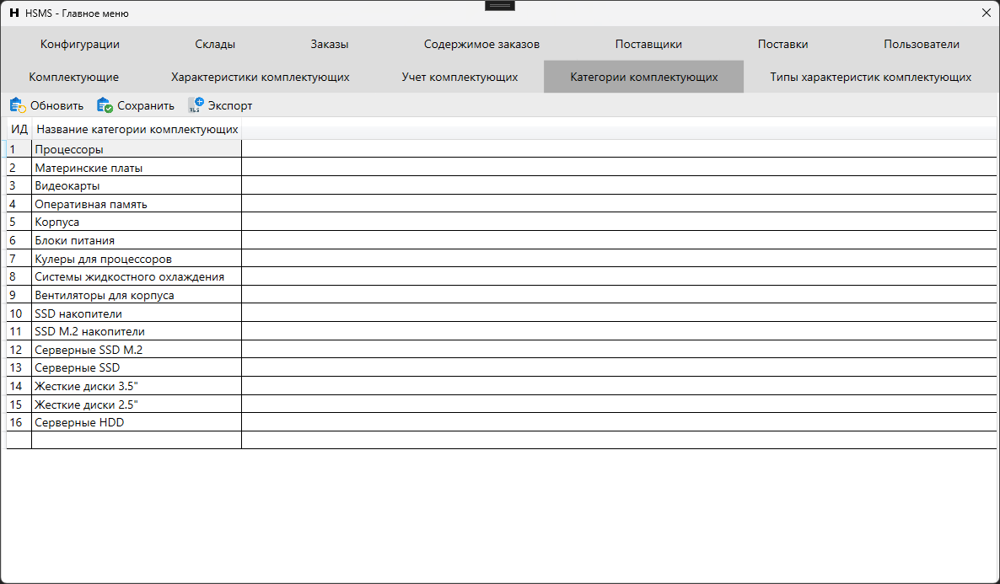 H HSMS - Главное меню
Конфигурации Склады Заказы Содержимое заказов Поставщики Поставки Пользователи
Комплектующие Характеристики комплектующих Учет комплектующих Категории комплектующих Типы характеристик комплектующих
Обновить Сохранить XLS Экспорт
ИД Название категории комплектующих
1 Процессоры
2 Материнские платы
3 Видеокарты
4 Оперативная память
5 Корпуса
6 Блоки питания
7 Кулеры для процессоров
8 Системы жидкостного охлаждения
9 Вентиляторы для корпуса
10 SSD накопители
11 SSD M.2 накопители
12 Серверные SSD M.2
13 Серверные SSD
14 Жесткие диски 3.5"
15 Жесткие диски 2.5"
16 Серверные HDD